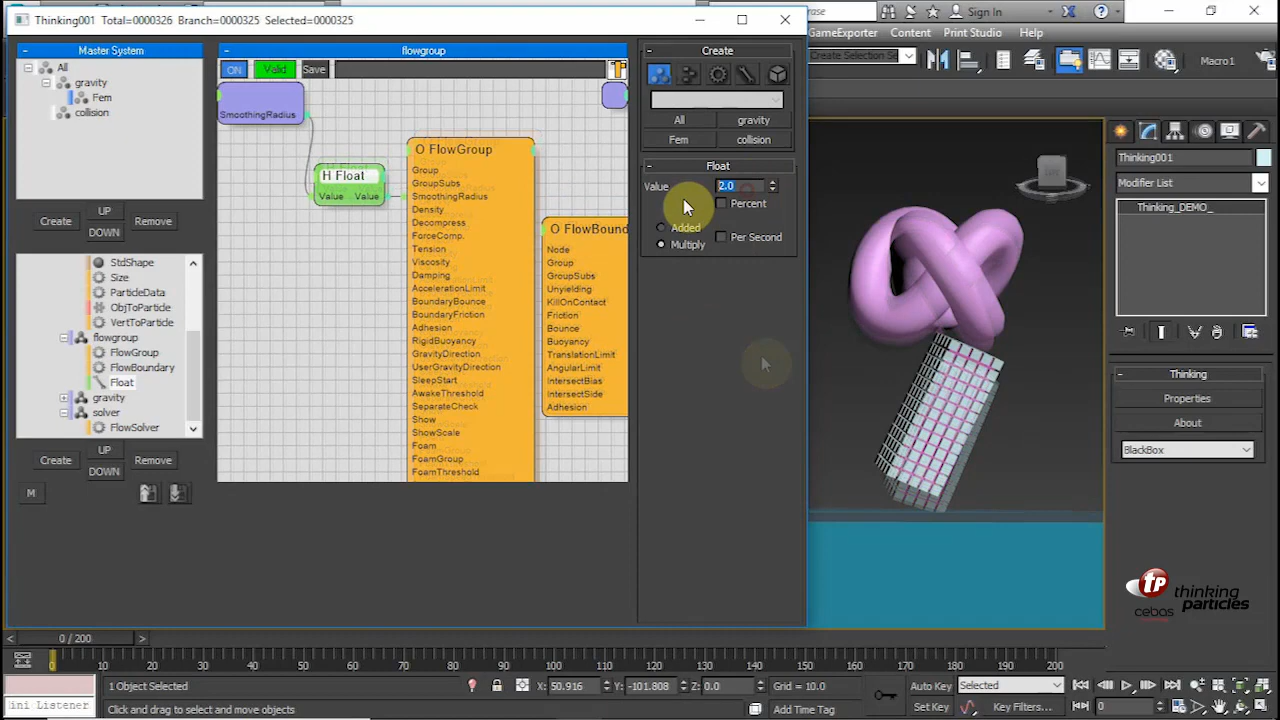 Thinking001 Total=0000326 Branch=0000325 Selected=0000325
Sign In
GameExporter Print Studio Help
Create Selection Se
Macro1
Master System
All
gravity
Fem
collision
Create UP Remove
DOWN
StdShape
Size
ParticleData
ObjToParticle
VertToParticle
flowgroup
FlowGroup
FlowBoundary
Float
gravity
solver
FlowSolver
Create UP Remove
DOWN
M
flowgroup
ON Valid Save
SmoothingRadius
H Float
Value Value
O FlowGroup
Group
GroupSubs
SmoothingRadius
Density
Decompress
ForceComp.
Tension
Viscosity
Damping
AccelerationLimit
BoundaryBounce
BoundaryFriction
Adhesion
RigidBuoyancy
GravityDirection
UserGravityDirection
SleepStart
AwakeThreshold
SeparateCheck
Show
ShowScale
Foam
FoamGroup
FoamThreshold
O FlowBound
Node
Group
GroupSubs
Unyielding
KillOnContact
Friction
Bounce
Buoyancy
TranslationLimit
AngularLimit
IntersectBias
IntersectSide
Adhesion
Create
All gravity
Fem collision
Float
Value 2.0
Percent
Added
Per Second
Multiply
Thinking001
Modifier List
Thinking_DEMO_
Thinking
Properties
About
BlackBox
tp thinking
particles
cebas
0 / 200
0 10 20 30 40 50 60 70 80 90 100 110 120 130 140 150 160 170 180 190 200
1 Object Selected
X: 50.916 Y: -101.808 Z: 0.0 Grid = 10.0
Auto Key Selected
ini Listener
Click and drag to select and move objects
Add Time Tag
Set Key Key Filters...
0